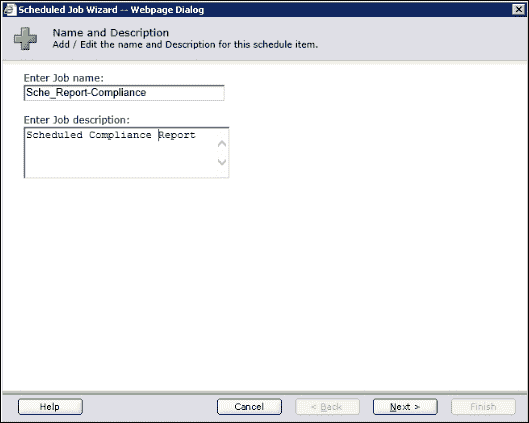 Scheduled Job Wizard -- Webpage Dialog
Name and Description
Add / Edit the name and Description for this schedule item.
Enter Job name:
Sche_Report-Compliance
Enter Job description:
Scheduled Compliance Report
Help
Cancel
< Back
Next >
Finish